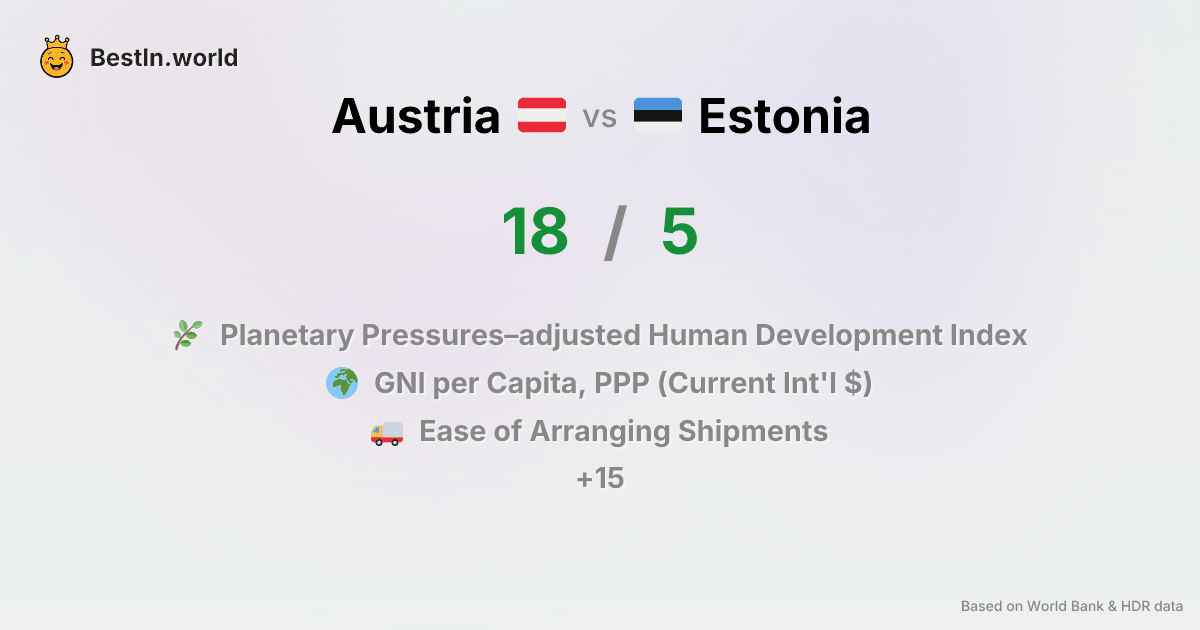 BestIn.world
Austria vs Estonia
18 / 5
Planetary Pressures–adjusted Human Development Index
GNI per Capita, PPP (Current Int'l $)
Ease of Arranging Shipments
+15
Based on World Bank & HDR data